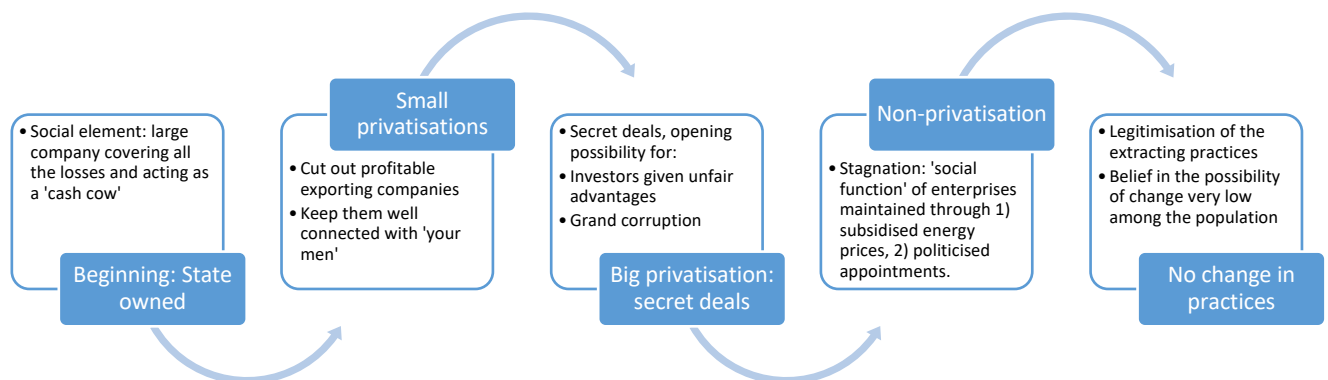 • Social element: large
company covering all
the losses and acting as
a 'cash cow'
Beginning: State
owned
Small
privatisations
• Cut out profitable
exporting companies
• Keep them well
connected with 'your
men'
• Secret deals, opening
possibility for:
• Investors given unfair
advantages
• Grand corruption
Big privatisation:
secret deals
Non-privatisation
• Stagnation: 'social
function' of enterprises
maintained through 1)
subsidised energy
prices, 2) politicised
appointments.
• Legitimisation of the
extracting practices
• Belief in the possibility
of change very low
among the population
No change in
practices